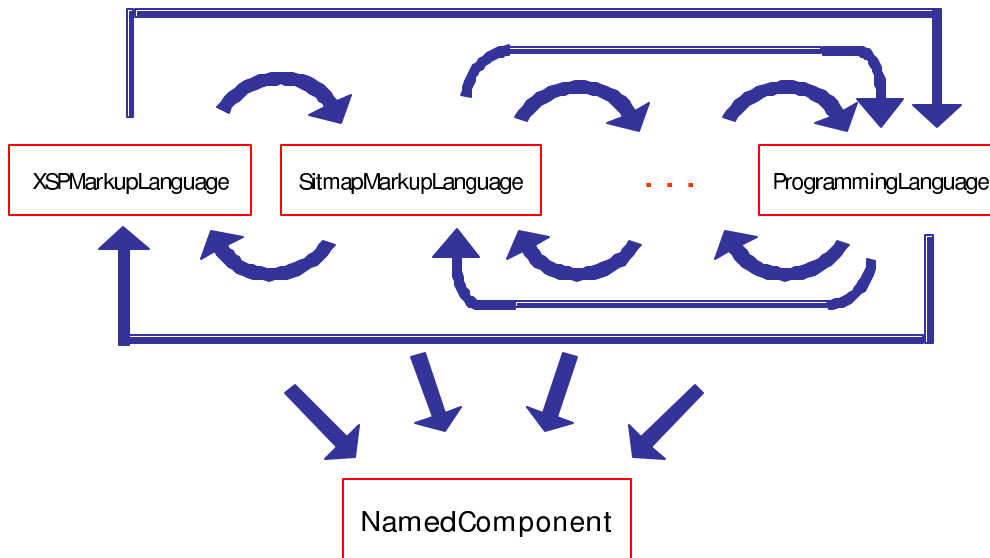 XSPMarkupLanguage
SitmapMarkupLanguage
. . .
ProgrammingLanguage
NamedComponent